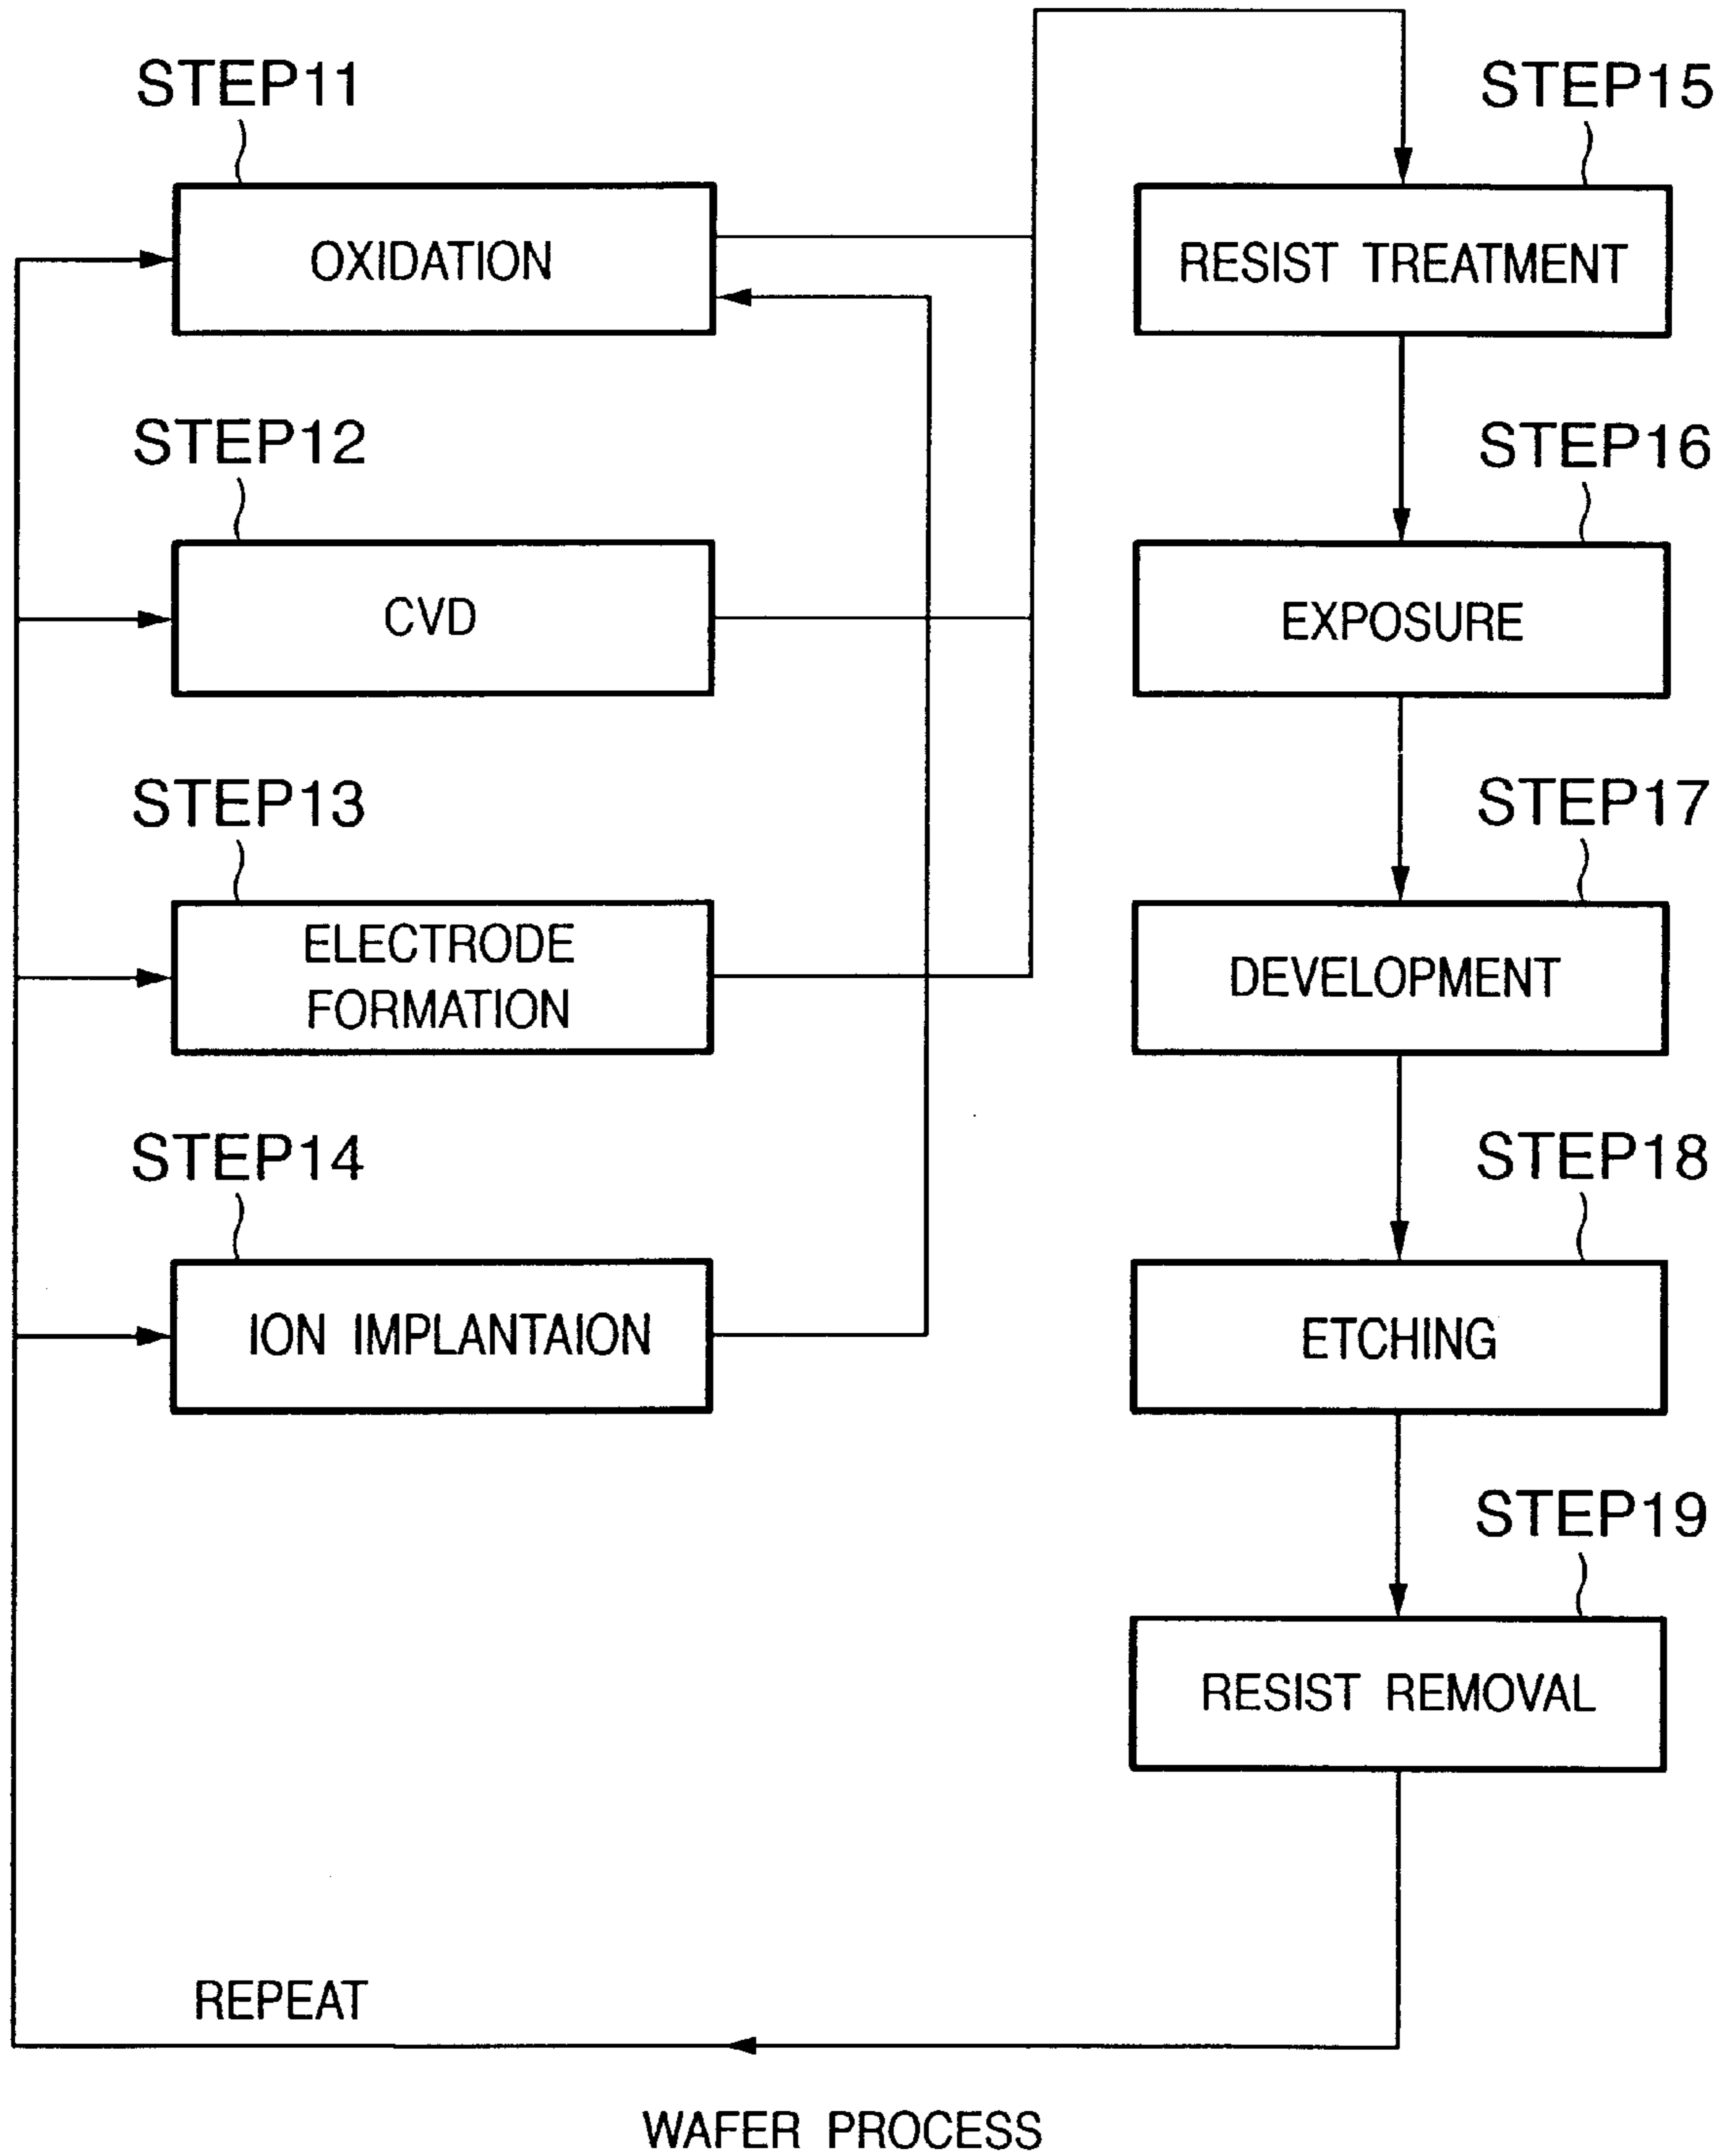 STEP11
OXIDATION
STEP12
CVD
STEP13
ELECTRODE
FORMATION
STEP14
ION IMPLANTAION
STEP15
RESIST TREATMENT
STEP16
EXPOSURE
STEP17
DEVELOPMENT
STEP18
ETCHING
STEP19
RESIST REMOVAL
REPEAT
WAFER PROCESS